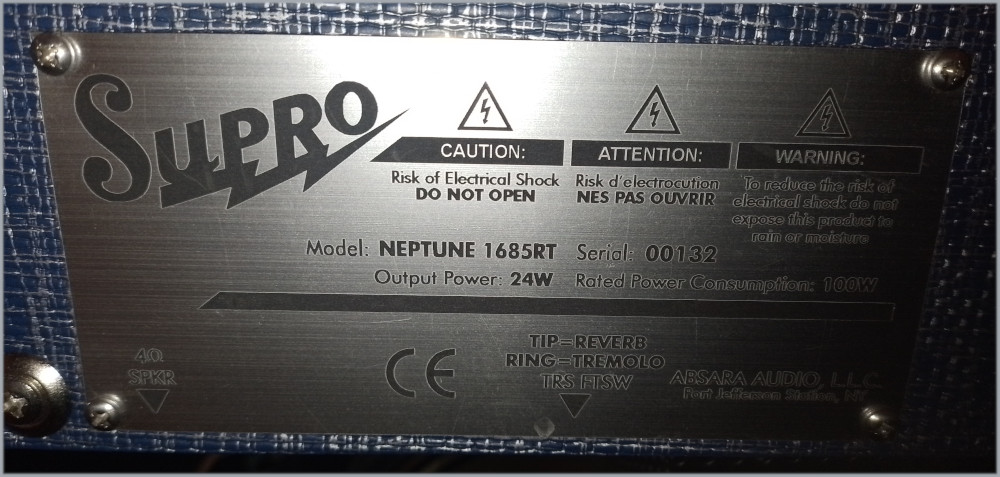 SUPRO
CAUTION:
Risk of Electrical Shock
DO NOT OPEN
ATTENTION:
Risk d'electrocution
NES PAS OUVRIR
WARNING:
To reduce the risk of
electrical shock do not
expose this product to
rain or moisture
Model: NEPTUNE 1685RT Serial: 00132
Output Power: 24W Rated Power Consumption: 100W
4Ω
SPKR
CE
TIP=REVERB
RING=TREMOLO
TRS FTSW
ABSARA AUDIO, L.L.C.
Port Jefferson Station, NY